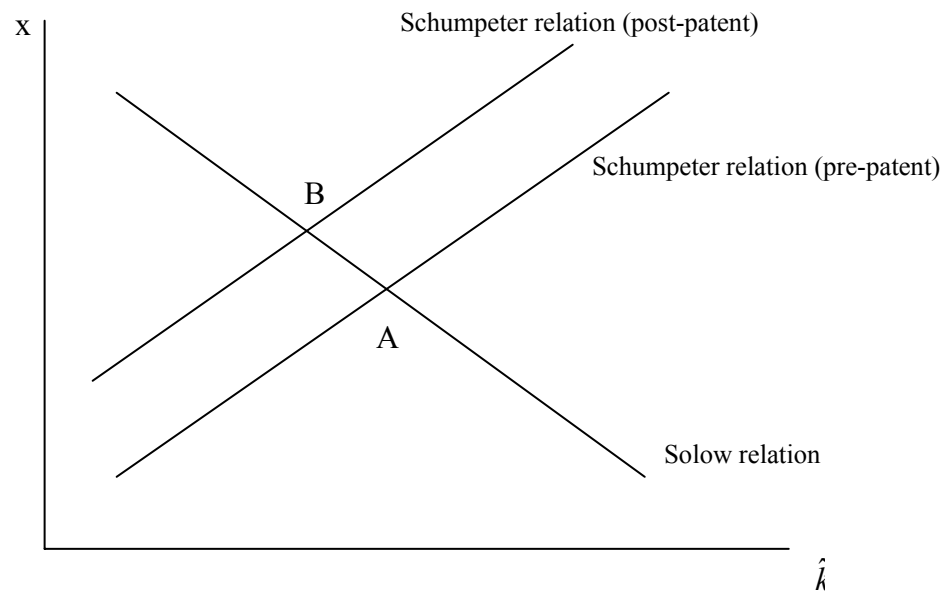 x
Schumpeter relation (post-patent)
Schumpeter relation (pre-patent)
B
A
Solow relation
k̂